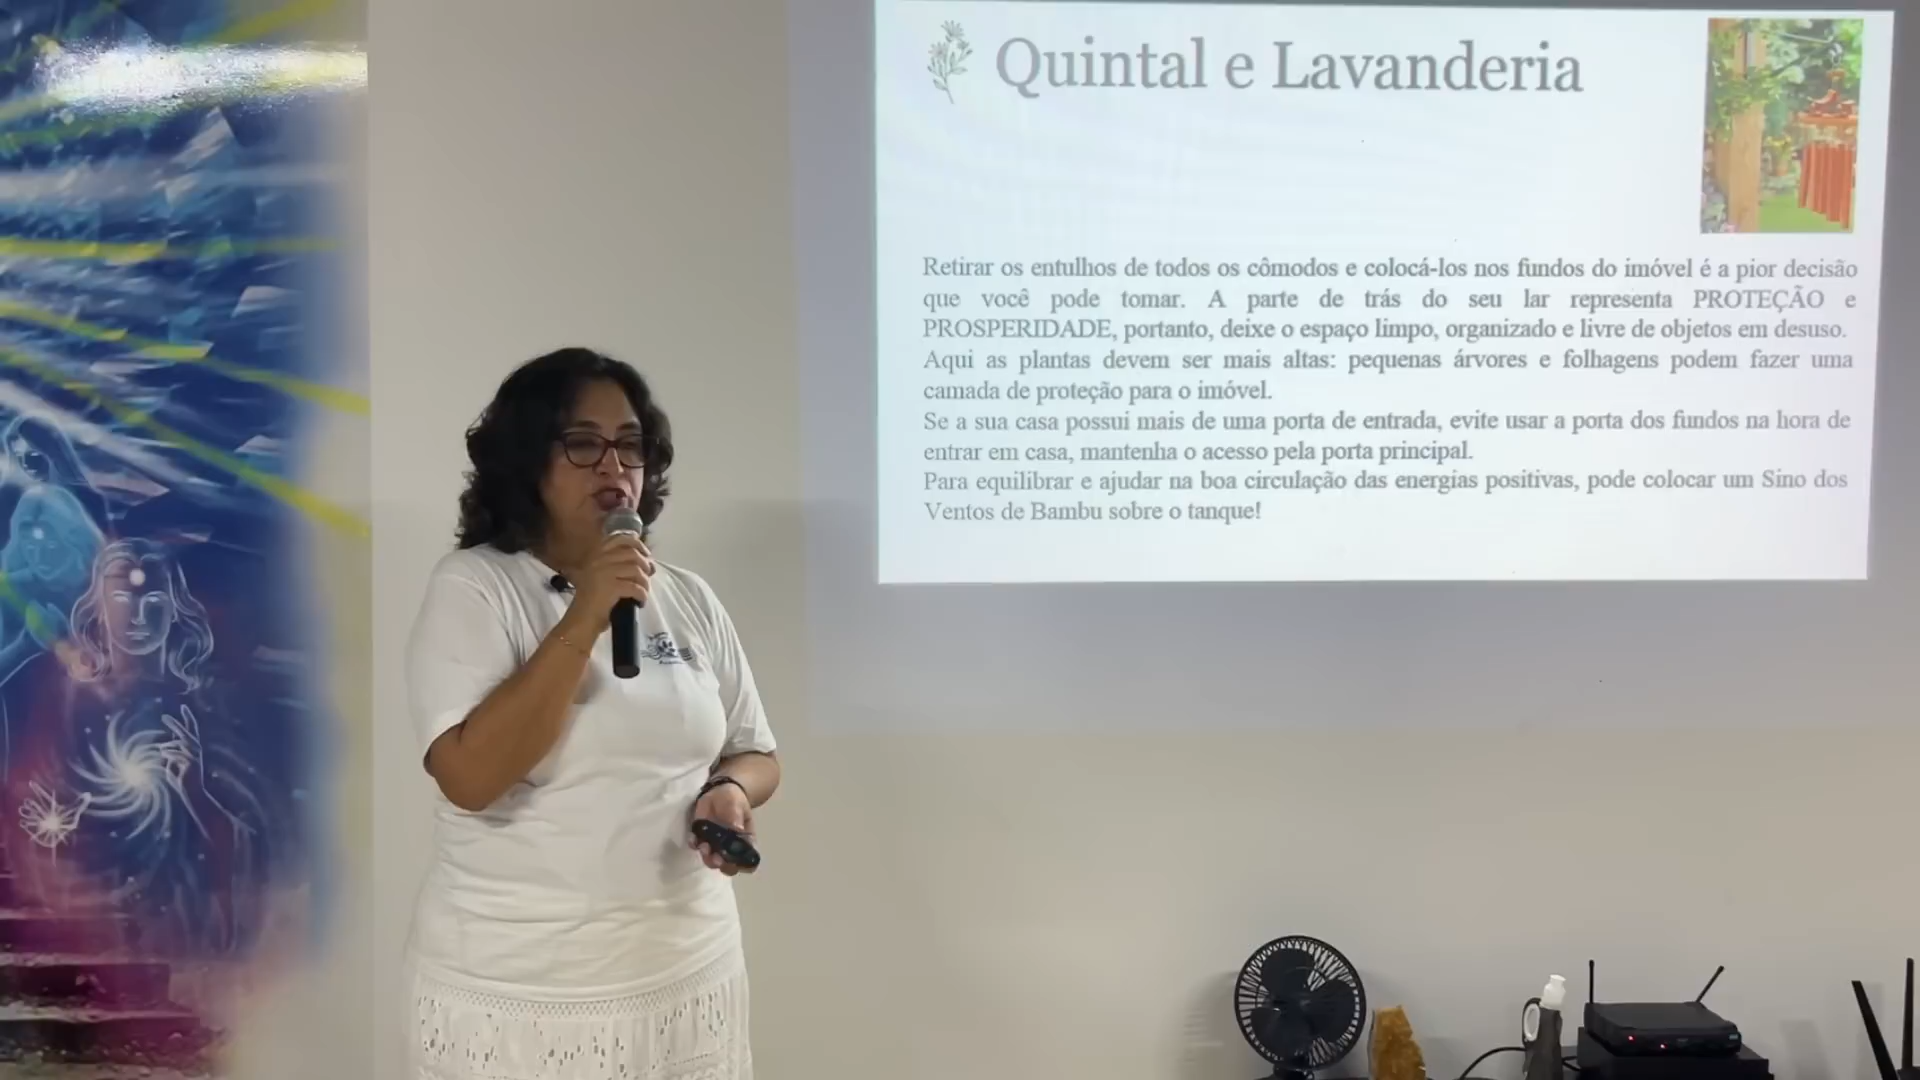 Quintal e Lavanderia
Retirar os entulhos de todos os cômodos e colocá-los nos fundos do imóvel é a pior decisão
que você pode tomar. A parte de trás do seu lar representa PROTEÇÃO e
PROSPERIDADE, portanto, deixe o espaço limpo, organizado e livre de objetos em desuso.
Aqui as plantas devem ser mais altas: pequenas árvores e folhagens podem fazer uma
camada de proteção para o imóvel.
Se a sua casa possui mais de uma porta de entrada, evite usar a porta dos fundos na hora de
entrar em casa, mantenha o acesso pela porta principal.
Para equilibrar e ajudar na boa circulação das energias positivas, pode colocar um Sino dos
Ventos de Bambu sobre o tanque!